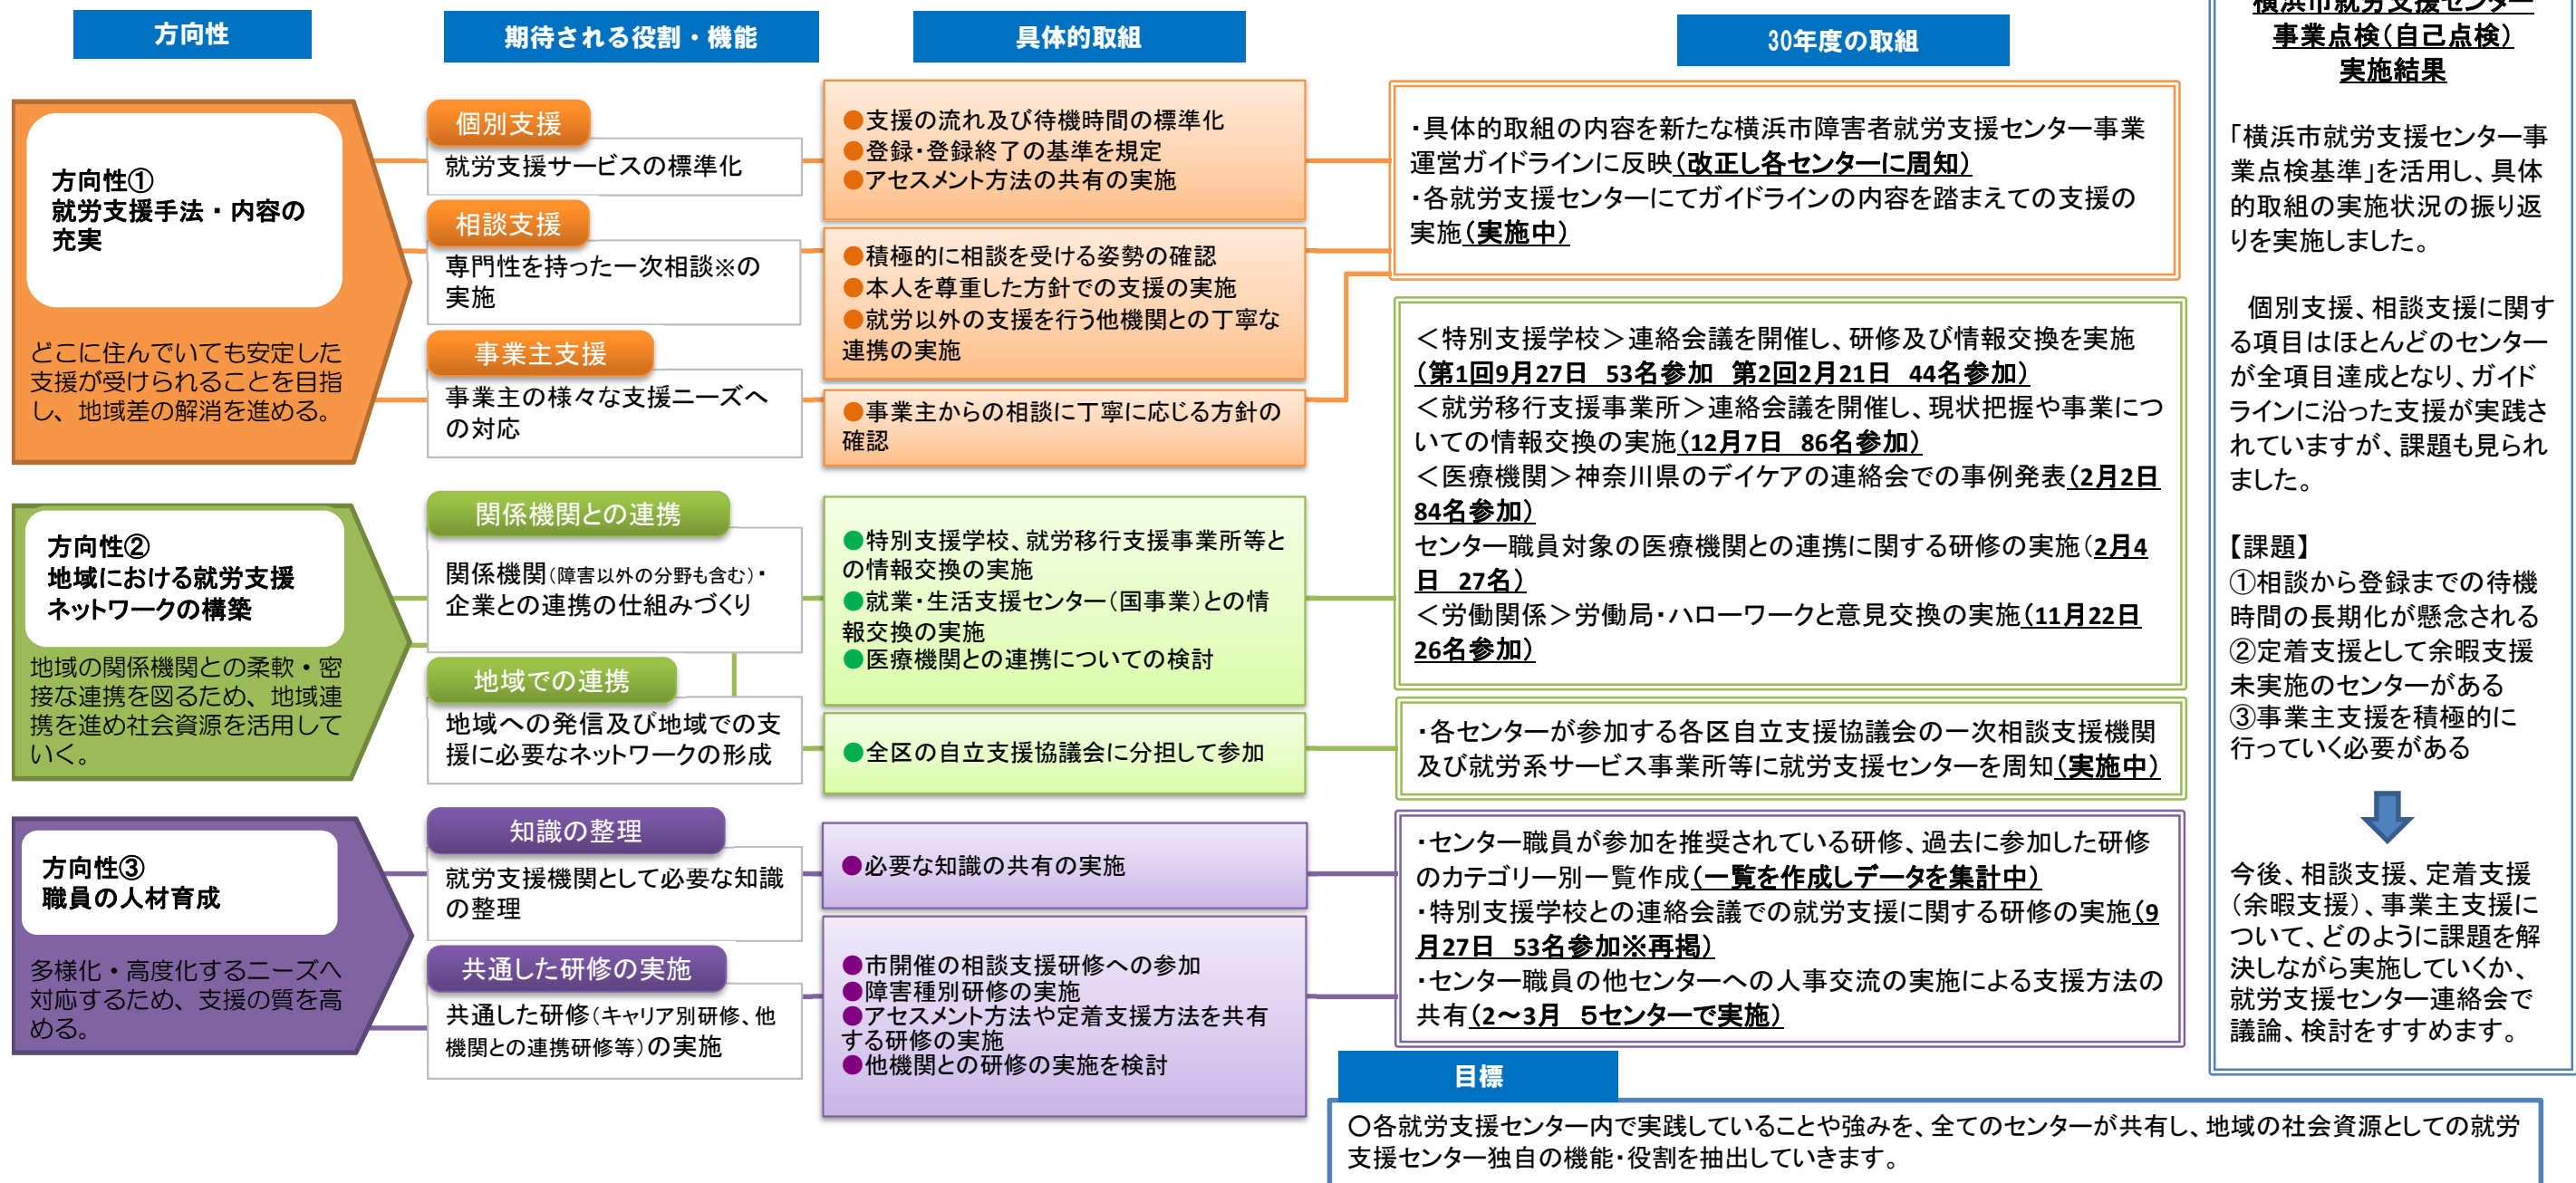 方向性
期待される役割・機能
具体的取組
30年度の取組
方向性①
就労支援手法・内容の
充実
どこに住んでいても安定した
支援が受けられることを目指
し、地域差の解消を進める。
個別支援
就労支援サービスの標準化
相談支援
専門性を持った一次相談※の
実施
事業主支援
事業主の様々な支援ニーズへ
の対応
●支援の流れ及び待機時間の標準化
●登録・登録終了の基準を規定
●アセスメント方法の共有の実施
●積極的に相談を受ける姿勢の確認
●本人を尊重した方針での支援の実施
●就労以外の支援を行う他機関との丁寧な
連携の実施
●事業主からの相談に丁寧に応じる方針の
確認
・具体的取組の内容を新たな横浜市障害者就労支援センター事業
運営ガイドラインに反映(改正し各センターに周知)
・各就労支援センターにてガイドラインの内容を踏まえての支援の
実施(実施中)
方向性②
地域における就労支援
ネットワークの構築
地域の関係機関との柔軟・密
接な連携を図るため、地域連
携を進め社会資源を活用して
いく。
関係機関との連携
関係機関(障害以外の分野も含む)・
企業との連携の仕組みづくり
地域での連携
地域への発信及び地域での支
援に必要なネットワークの形成
●特別支援学校、就労移行支援事業所等と
の情報交換の実施
●就業・生活支援センター(国事業)との情
報交換の実施
●医療機関との連携についての検討
●全区の自立支援協議会に分担して参加
<特別支援学校>連絡会議を開催し、研修及び情報交換を実施
(第1回9月27日 53名参加 第2回2月21日 44名参加)
<就労移行支援事業所>連絡会議を開催し、現状把握や事業につ
いての情報交換の実施(12月7日 86名参加)
<医療機関>神奈川県のデイケアの連絡会での事例発表(2月2日
84名参加)
センター職員対象の医療機関との連携に関する研修の実施(2月4
日 27名)
<労働関係>労働局・ハローワークと意見交換の実施(11月22日
26名参加)
・各センターが参加する各区自立支援協議会の一次相談支援機関
及び就労系サービス事業所等に就労支援センターを周知(実施中)
方向性③
職員の人材育成
多様化・高度化するニーズへ
対応するため、支援の質を高
める。
知識の整理
就労支援機関として必要な知識
の整理
共通した研修の実施
共通した研修(キャリア別研修、他
機関との連携研修等)の実施
●必要な知識の共有の実施
●市開催の相談支援研修への参加
●障害種別研修の実施
●アセスメント方法や定着支援方法を共有
する研修の実施
●他機関との研修の実施を検討
・センター職員が参加を推奨されている研修、過去に参加した研修
のカテゴリー別一覧作成(一覧を作成しデータを集計中)
・特別支援学校との連絡会議での就労支援に関する研修の実施(9
月27日 53名参加※再掲)
・センター職員の他センターへの人事交流の実施による支援方法の
共有(2～3月 5センターで実施)
目標
○各就労支援センター内で実践していることや強みを、全てのセンターが共有し、地域の社会資源としての就労
支援センター独自の機能・役割を抽出していきます。
横浜市就労支援センター
事業点検(自己点検)
実施結果
「横浜市就労支援センター事
業点検基準」を活用し、具体
的取組の実施状況の振り返
りを実施しました。
個別支援、相談支援に関す
る項目はほとんどのセンター
が全項目達成となり、ガイド
ラインに沿った支援が実践さ
れていますが、課題も見られ
ました。
【課題】
①相談から登録までの待機
時間の長期化が懸念される
②定着支援として余暇支援
未実施のセンターがある
③事業主支援を積極的に
行っていく必要がある
今後、相談支援、定着支援
(余暇支援)、事業主支援に
ついて、どのように課題を解
決しながら実施していくか、
就労支援センター連絡会で
議論、検討をすすめます。